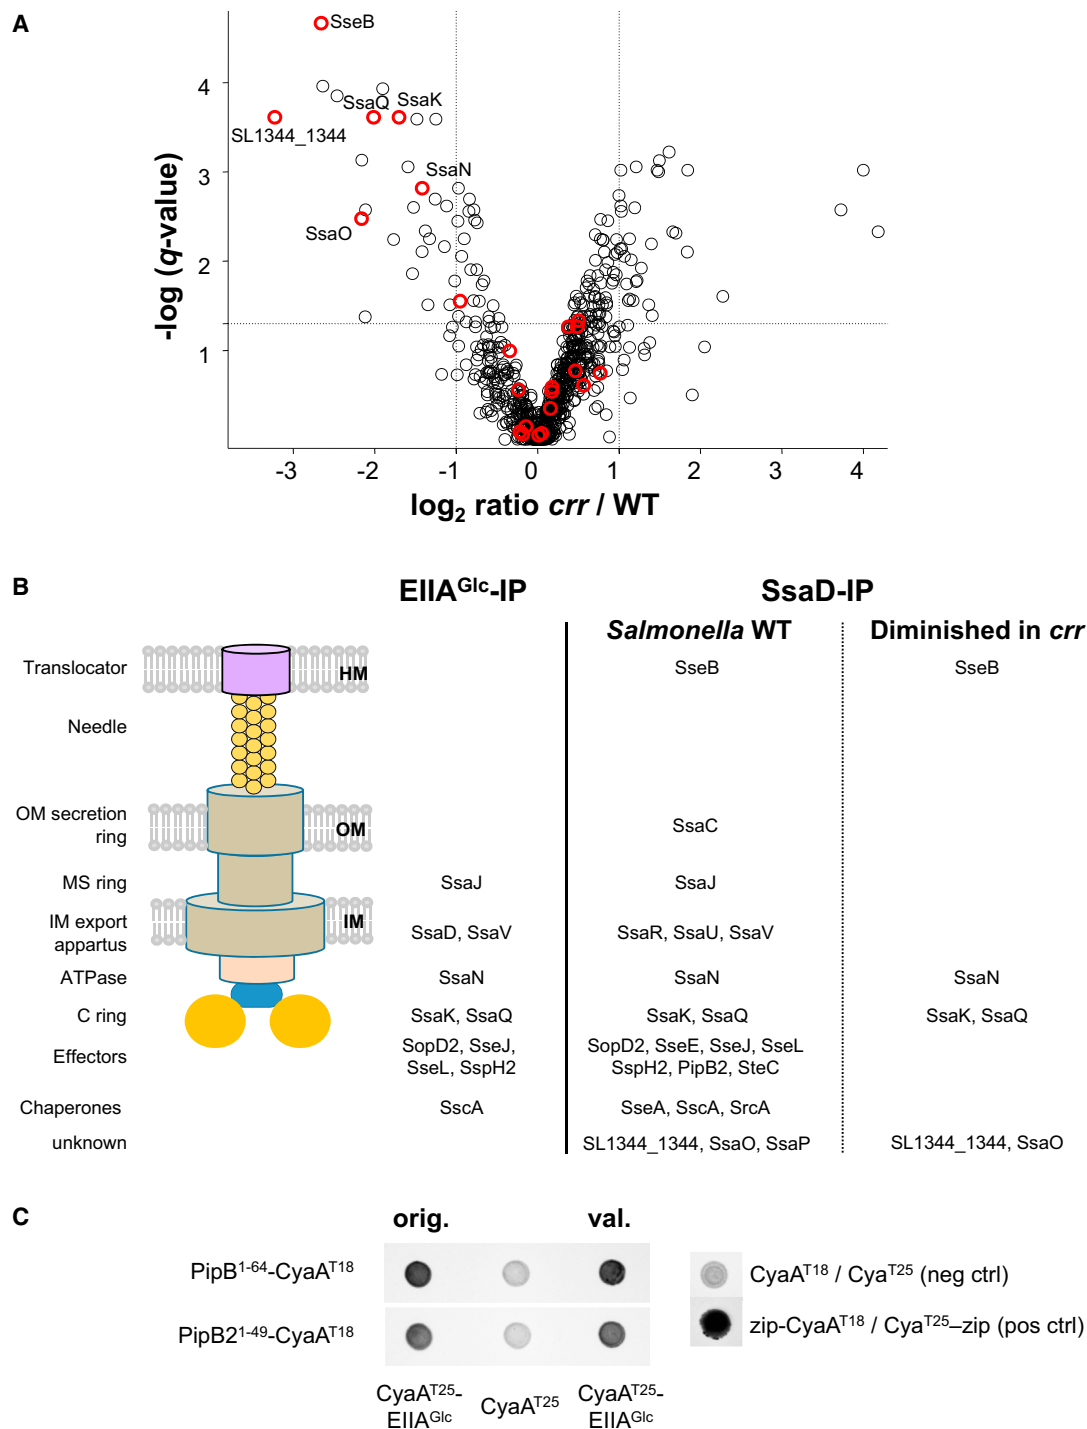 A
SseB
SsaQ
SsaK
SL1344_1344
SsaN
SsaO
4
3
2
1
-log (q-value)
-3
-2
-1
0
1
2
3
4
log2 ratio crr / WT
B
EIIAGlc-IP
SsaD-IP
Salmonella WT
Diminished in crr
Translocator
HM
SseB
SseB
Needle
OM secretion
ring
OM
SsaC
MS ring
SsaJ
SsaJ
IM export
appartus
IM
SsaD, SsaV
SsaR, SsaU, SsaV
ATPase
SsaN
SsaN
SsaN
C ring
SsaK, SsaQ
SsaK, SsaQ
SsaK, SsaQ
Effectors
SopD2, SseJ,
SseL, SspH2
SopD2, SseE, SseJ, SseL
SspH2, PipB2, SteC
Chaperones
SscA
SseA, SscA, SrcA
unknown
SL1344_1344, SsaO, SsaP
SL1344_1344, SsaO
C
orig.
val.
PipB1-64-CyaAT18
CyaAT18 / CyaT25 (neg ctrl)
PipB21-49-CyaAT18
zip-CyaAT18 / CyaT25–zip (pos ctrl)
CyaAT25-
EIIAGlc
CyaAT25
CyaAT25-
EIIAGlc